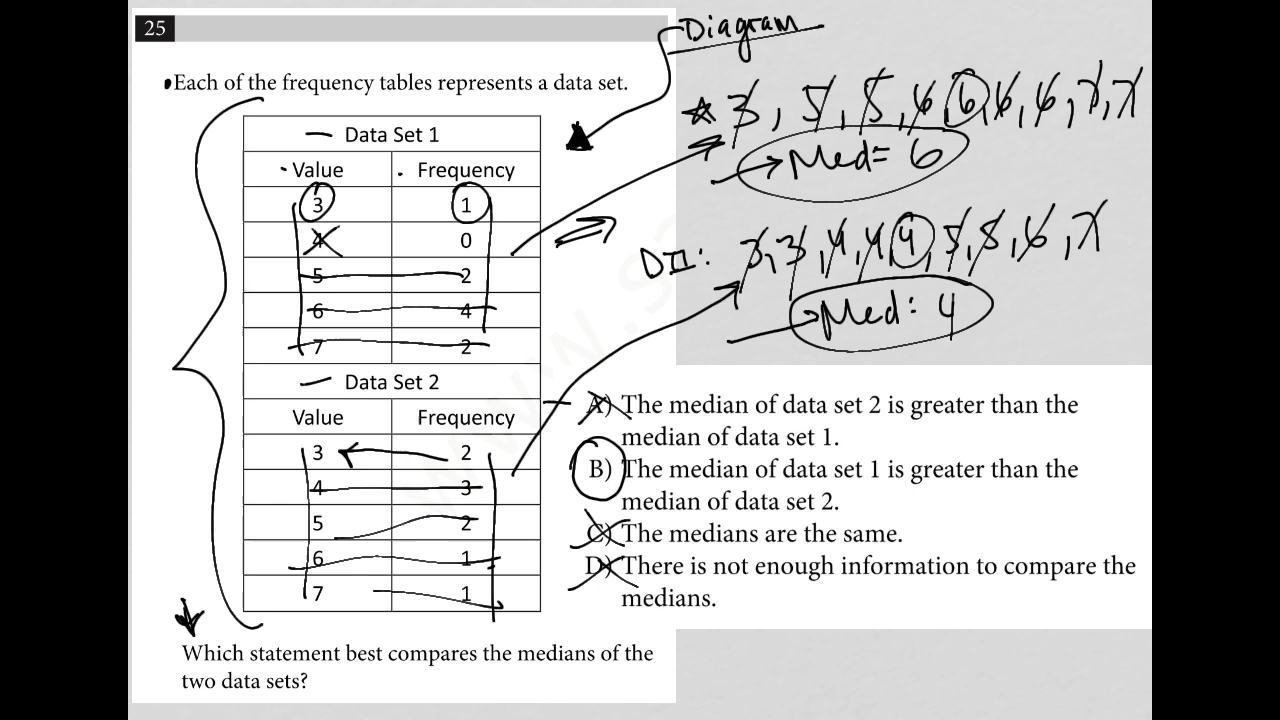 25
Diagram
Each of the frequency tables represents a data set.
Data Set 1
Value Frequency
3 1
4 0
5 2
6 4
7 2
Data Set 2
Value Frequency
3 2
4 3
5 2
6 1
7 1
Which statement best compares the medians of the
two data sets?
3, 5, 5, 6, 6, 6, 6, 7, 7
Med= 6
DII: 3, 3, 4, 4, 4, 5, 5, 6, 7
Med: 4
A) The median of data set 2 is greater than the
median of data set 1.
B) The median of data set 1 is greater than the
median of data set 2.
C) The medians are the same.
D) There is not enough information to compare the
medians.